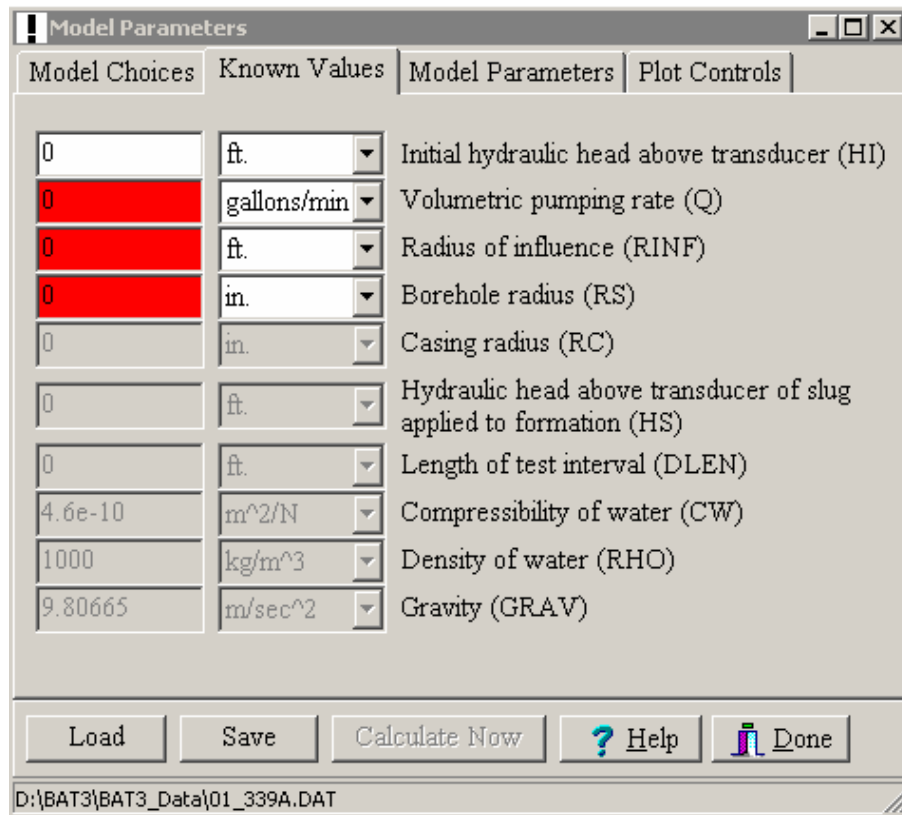 Model Parameters
Model Choices Known Values Model Parameters Plot Controls
0 ft. Initial hydraulic head above transducer (HI)
0 gallons/min Volumetric pumping rate (Q)
0 ft. Radius of influence (RINF)
0 in. Borehole radius (RS)
0 in. Casing radius (RC)
0 ft. Hydraulic head above transducer of slug
applied to formation (HS)
0 ft. Length of test interval (DLEN)
4.6e-10 m^2/N Compressibility of water (CW)
1000 kg/m^3 Density of water (RHO)
9.80665 m/sec^2 Gravity (GRAV)
Load Save Calculate Now ? Help Done
D:\BAT3\BAT3_Data\01_339A.DAT